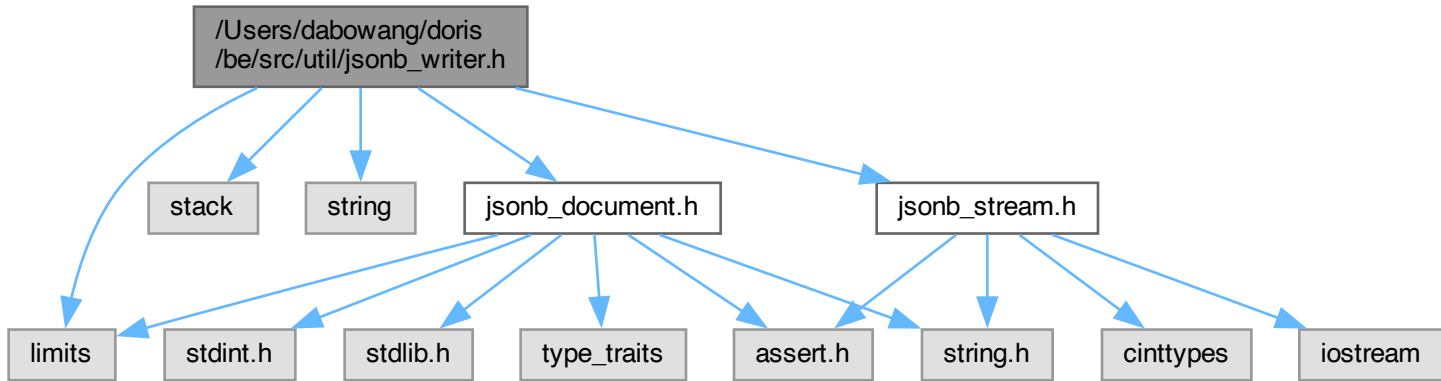 /Users/dabowang/doris
/be/src/util/jsonb_writer.h
stack
string
jsonb_document.h
jsonb_stream.h
limits
stdint.h
stdlib.h
type_traits
assert.h
string.h
cinttypes
iostream